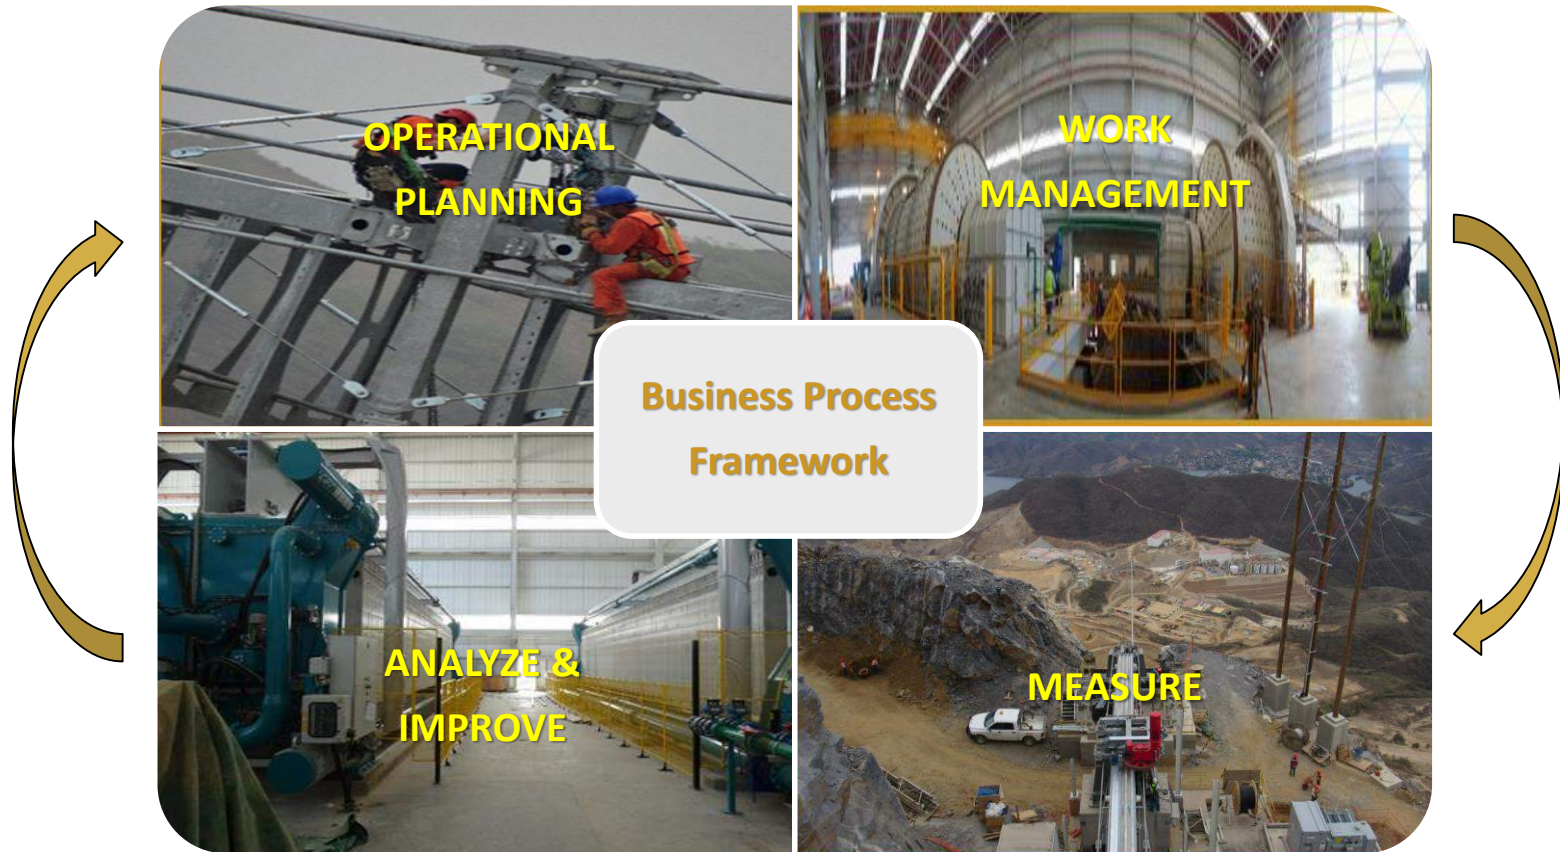 OPERATIONAL
PLANNING
WORK
MANAGEMENT
Business Process
Framework
ANALYZE &
IMPROVE
MEASURE